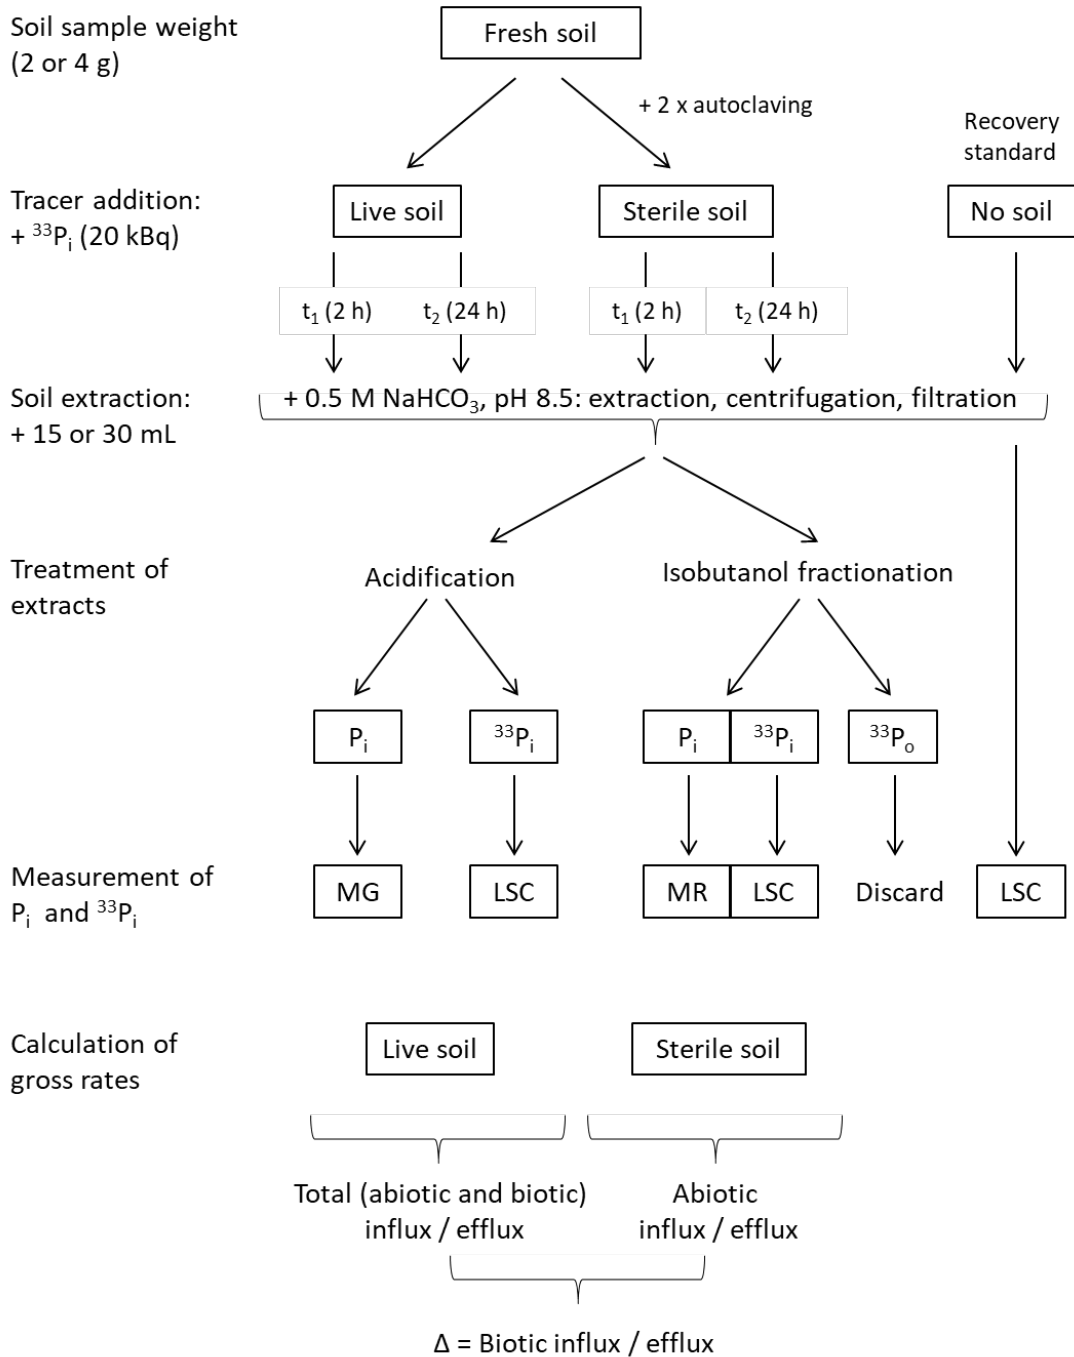 Soil sample weight
(2 or 4 g)
Fresh soil
+ 2 x autoclaving
Recovery
standard
Tracer addition:
+ ³³Pᵢ (20 kBq)
Live soil
Sterile soil
No soil
t₁ (2 h)
t₂ (24 h)
t₁ (2 h)
t₂ (24 h)
Soil extraction:
+ 15 or 30 mL
+ 0.5 M NaHCO₃, pH 8.5: extraction, centrifugation, filtration
Treatment of
extracts
Acidification
Isobutanol fractionation
Pᵢ
³³Pᵢ
Pᵢ
³³Pᵢ
³³Pₒ
Measurement of
Pᵢ and ³³Pᵢ
MG
LSC
MR
LSC
Discard
LSC
Calculation of
gross rates
Live soil
Sterile soil
Total (abiotic and biotic)
influx / efflux
Abiotic
influx / efflux
Δ = Biotic influx / efflux